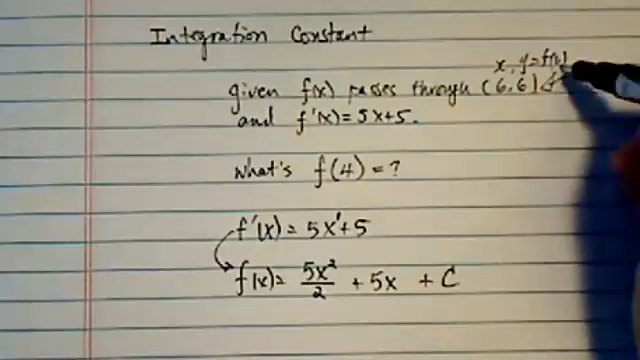 Integration Constant
x, y=f(x)
given f(x) passes through (6,6)
and f'(x) = 5x+5.
what's f(4) = ?
f'(x) = 5x¹+5
f(x) = 5x²/2 + 5x + C